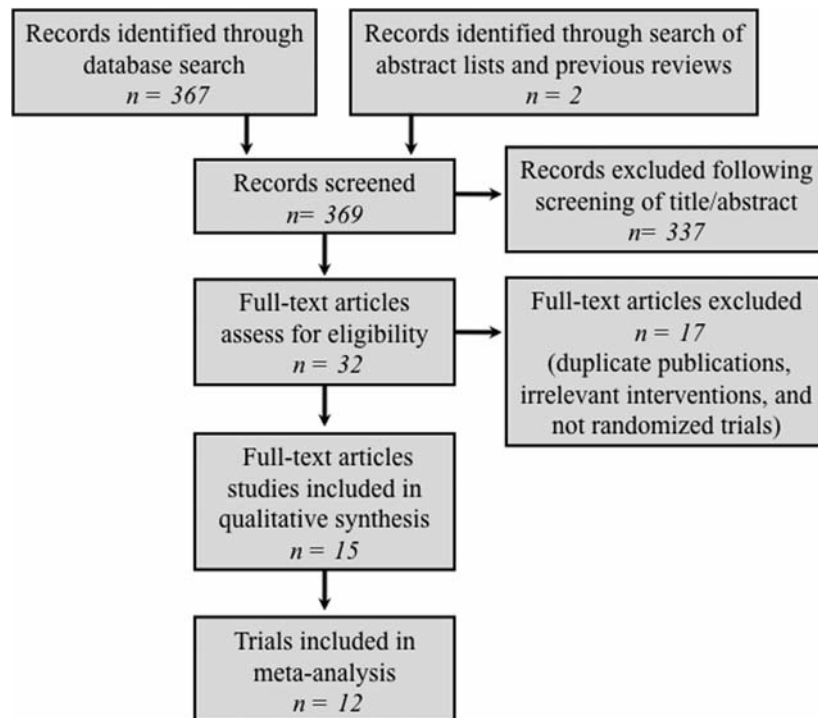 Records identified through
database search
n = 367
Records identified through search of
abstract lists and previous reviews
n = 2
Records screened
n= 369
Records excluded following
screening of title/abstract
n= 337
Full-text articles
assess for eligibility
n = 32
Full-text articles excluded
n = 17
(duplicate publications,
irrelevant interventions, and
not randomized trials)
Full-text articles
studies included in
qualitative synthesis
n = 15
Trials included in
meta-analysis
n = 12